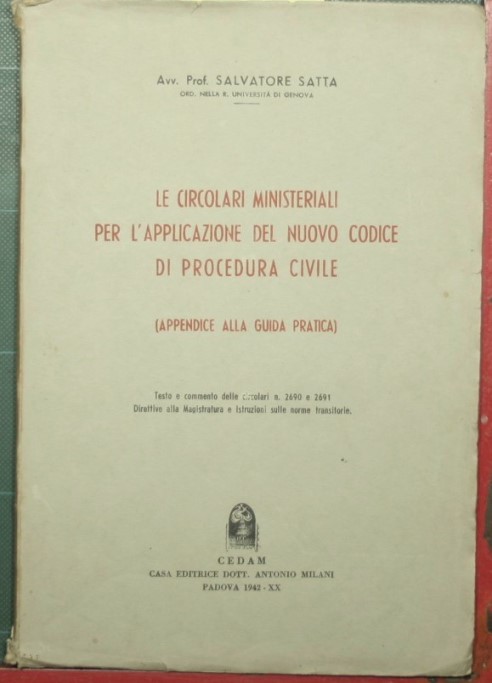 Avv. Prof. SALVATORE SATTA
ORD. NELLA R. UNIVERSITÀ DI GENOVA
LE CIRCOLARI MINISTERIALI
PER L'APPLICAZIONE DEL NUOVO CODICE
DI PROCEDURA CIVILE
(APPENDICE ALLA GUIDA PRATICA)
Testo e commento delle circolari n. 2690 e 2691
Direttive alla Magistratura e Istruzioni sulle norme transitorie.
CEDAM
CASA EDITRICE DOTT. ANTONIO MILANI
PADOVA 1942 - XX